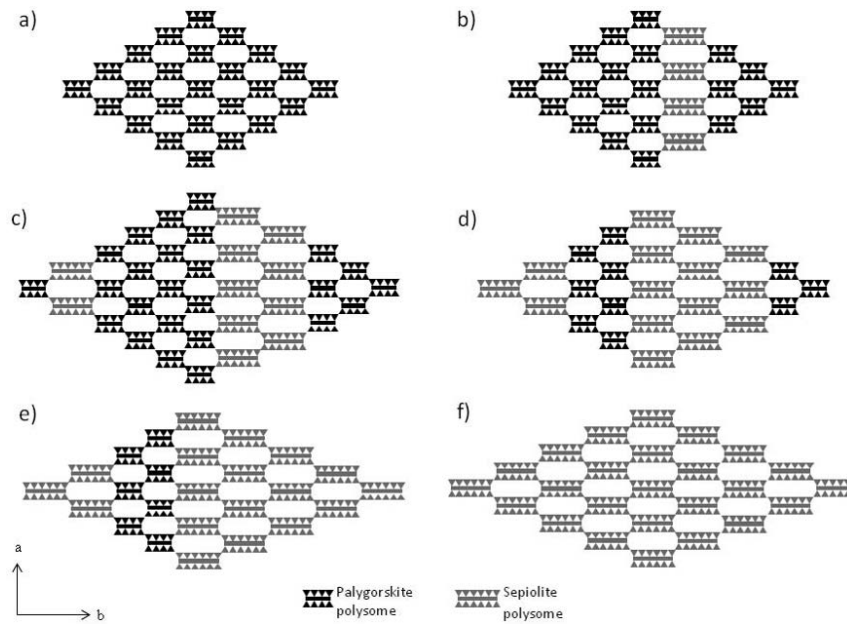 a)
b)
c)
d)
e)
f)
a
b
Palygorskite
polysome
Sepiolite
polysome